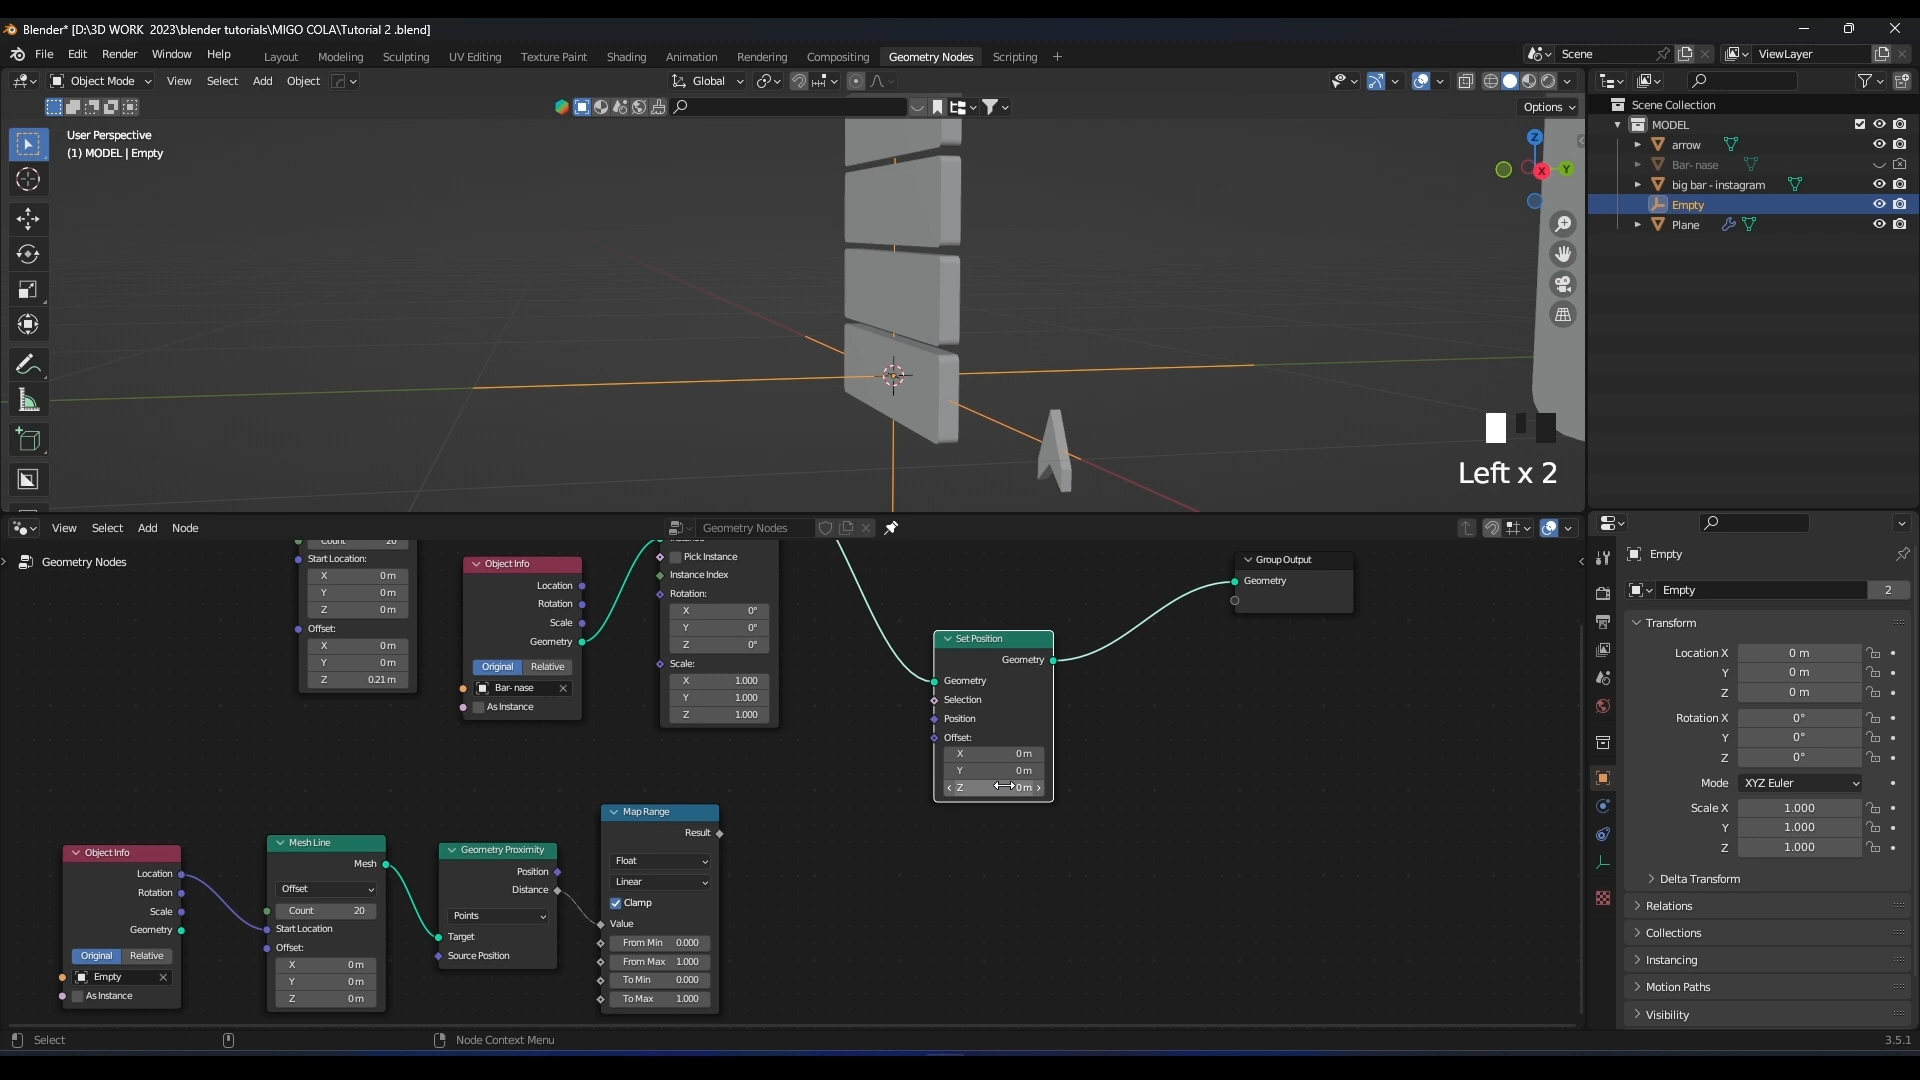 Blender* [D:\3D WORK 2023\blender tutorials\MIGO COLA\Tutorial 2 .blend]
File Edit Render Window Help Layout Modeling Sculpting UV Editing Texture Paint Shading Animation Rendering Compositing Geometry Nodes Scripting + Scene ViewLayer
Object Mode View Select Add Object Global
Options
User Perspective
(1) MODEL | Empty
Z
Y
X
Scene Collection
MODEL
arrow
Bar- nase
big bar - instagram
Empty
Plane
Left x 2
View Select Add Node Geometry Nodes
Geometry Nodes
Count 20
Start Location:
X 0 m
Y 0 m
Z 0 m
Offset:
X 0 m
Y 0 m
Z 0.21 m
Object Info
Location
Rotation
Scale
Geometry
Original Relative
Bar- nase
As Instance
Pick Instance
Instance Index
Rotation:
X 0°
Y 0°
Z 0°
Scale:
X 1.000
Y 1.000
Z 1.000
Set Position
Geometry
Geometry
Selection
Position
Offset:
X 0 m
Y 0 m
Z 0 m
Group Output
Geometry
Object Info
Location
Rotation
Scale
Geometry
Original Relative
Empty
As Instance
Mesh Line
Mesh
Offset
Count 20
Start Location
Offset:
X 0 m
Y 0 m
Z 0 m
Geometry Proximity
Position
Distance
Points
Target
Source Position
Map Range
Result
Float
Linear
Clamp
Value
From Min 0.000
From Max 1.000
To Min 0.000
To Max 1.000
Empty
Empty 2
Transform
Location X 0 m
Y 0 m
Z 0 m
Rotation X 0°
Y 0°
Z 0°
Mode XYZ Euler
Scale X 1.000
Y 1.000
Z 1.000
Delta Transform
Relations
Collections
Instancing
Motion Paths
Visibility
Select Node Context Menu 3.5.1